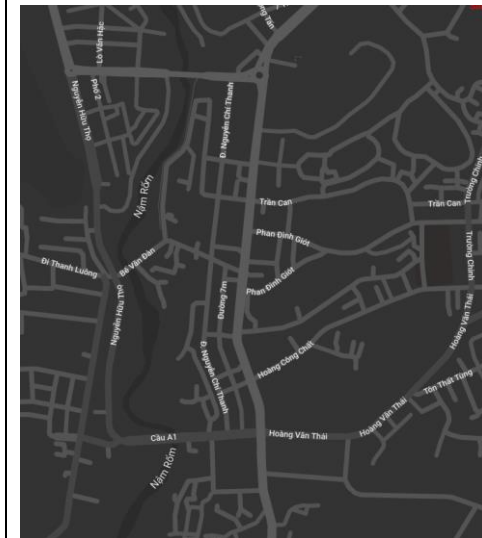 Lò Văn Hặc
Phố 2
Nguyễn Hữu Thọ
Đ. Nguyễn Chí Thanh
Nậm Rốm
Trần Can
Trần Can
Trường Chinh
Phan Đình Giót
Trường Chinh
Bế Văn Đàn
Đi Thanh Luông
Phan Đình Giót
Hoàng Văn Thái
Nguyễn Hữu Thọ
Đường 7m
Hoàng Công Chất
Đ. Nguyễn Chí Thanh
Tôn Thất Tùng
Hoàng Văn Thái
Cầu A1
Hoàng Văn Thái
Nậm Rốm